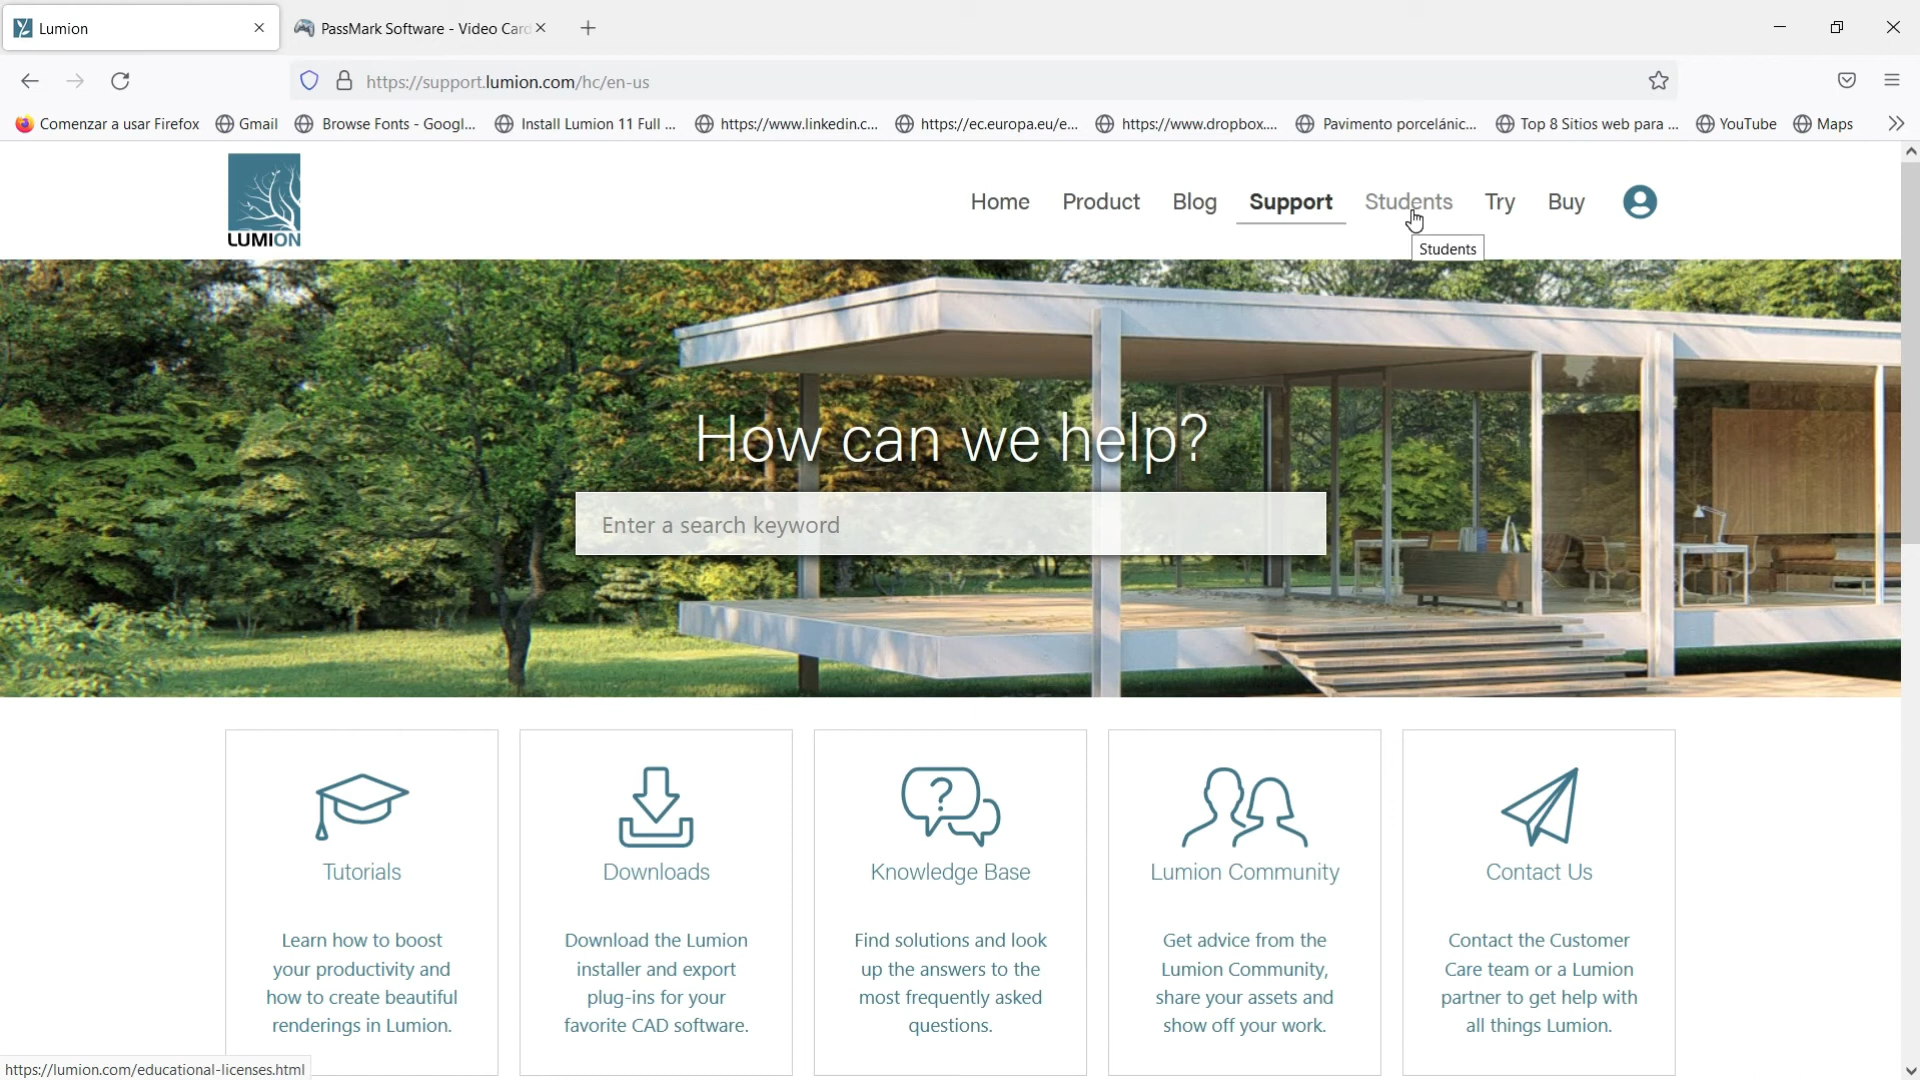 Lumion
PassMark Software - Video Card
https://support.lumion.com/hc/en-us
Comenzar a usar Firefox
Gmail
Browse Fonts - Googl...
Install Lumion 11 Full ...
https://www.linkedin.c...
https://ec.europa.eu/e...
https://www.dropbox....
Pavimento porcelánic...
Top 8 Sitios web para ...
YouTube
Maps
LUMION
Home
Product
Blog
Support
Students
Try
Buy
Students
How can we help?
Enter a search keyword
Tutorials
Learn how to boost
your productivity and
how to create beautiful
renderings in Lumion.
Downloads
Download the Lumion
installer and export
plug-ins for your
favorite CAD software.
?
Knowledge Base
Find solutions and look
up the answers to the
most frequently asked
questions.
Lumion Community
Get advice from the
Lumion Community,
share your assets and
show off your work.
Contact Us
Contact the Customer
Care team or a Lumion
partner to get help with
all things Lumion.
https://lumion.com/educational-licenses.html